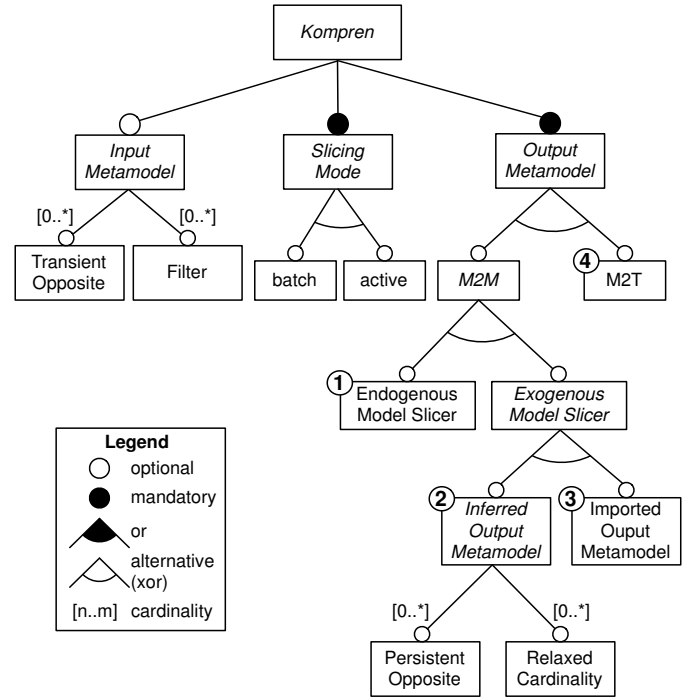 Kompren
Input
Metamodel
Slicing
Mode
Output
Metamodel
[0..*]
[0..*]
Transient
Opposite
Filter
batch
active
M2M
4
M2T
1
Endogenous
Model Slicer
Exogenous
Model Slicer
2
Inferred
Output
Metamodel
3
Imported
Ouput
Metamodel
[0..*]
[0..*]
Persistent
Opposite
Relaxed
Cardinality
Legend
optional
mandatory
or
alternative
(xor)
[n..m] cardinality